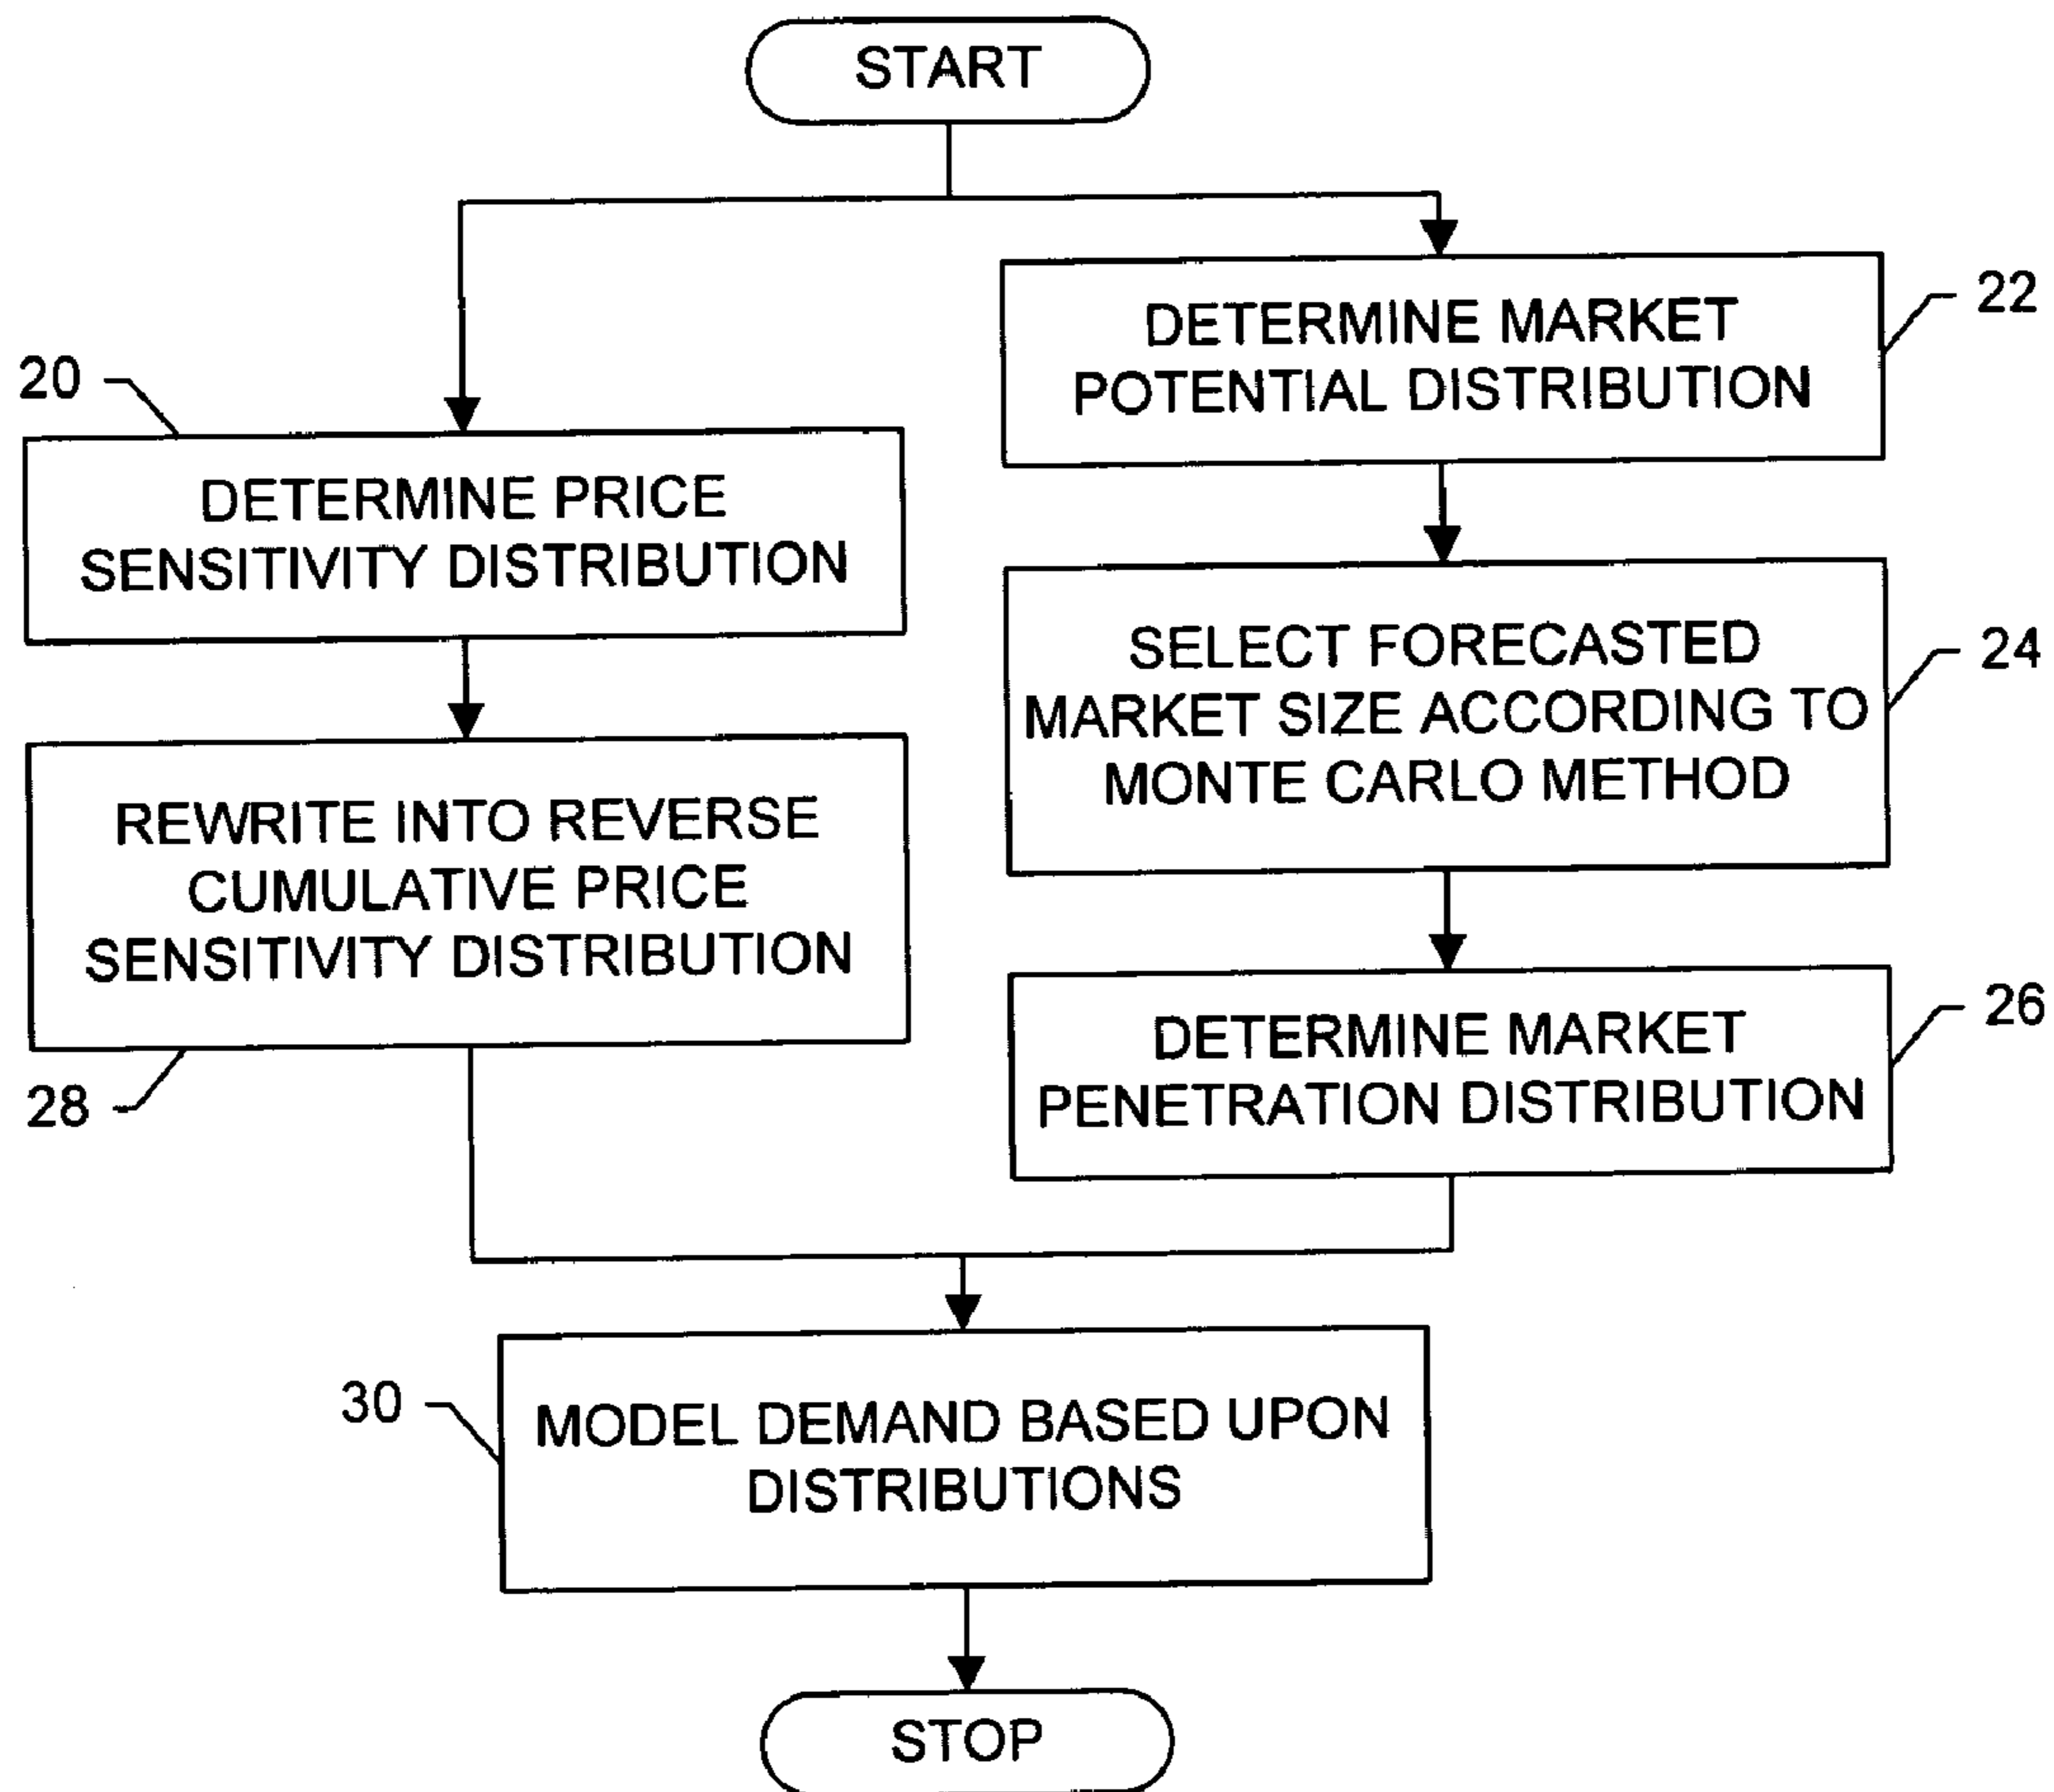 START
22
DETERMINE MARKET
POTENTIAL DISTRIBUTION
20
DETERMINE PRICE
SENSITIVITY DISTRIBUTION
24
SELECT FORECASTED
MARKET SIZE ACCORDING TO
MONTE CARLO METHOD
REWRITE INTO REVERSE
CUMULATIVE PRICE
SENSITIVITY DISTRIBUTION
28
26
DETERMINE MARKET
PENETRATION DISTRIBUTION
30
MODEL DEMAND BASED UPON
DISTRIBUTIONS
STOP